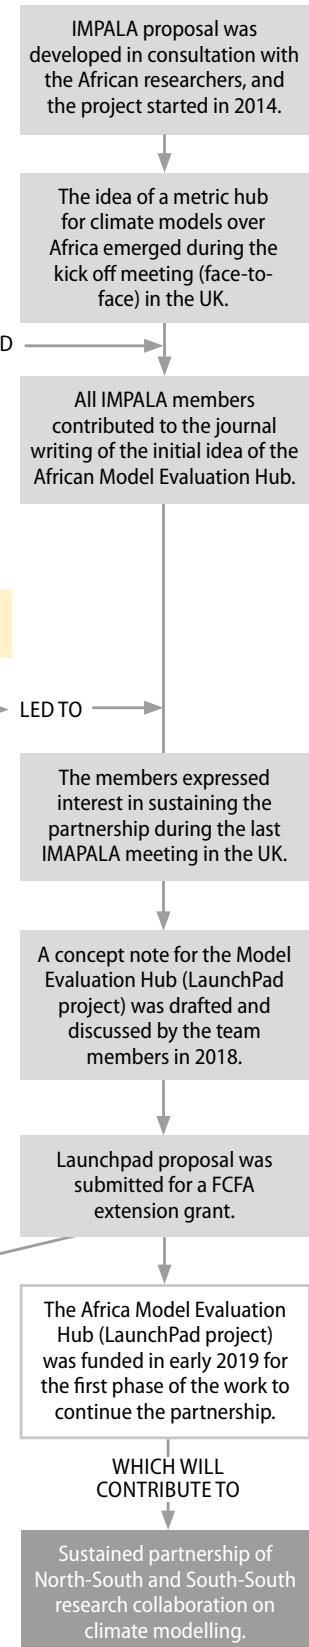 IMPALA proposal was
developed in consultation with
the African researchers, and
the project started in 2014.
The idea of a metric hub
for climate models over
Africa emerged during the
kick off meeting (face-to-
face) in the UK.
D
All IMPALA members
contributed to the journal
writing of the initial idea of the
African Model Evaluation Hub.
LED TO
The members expressed
interest in sustaining the
partnership during the last
IMAPALA meeting in the UK.
A concept note for the Model
Evaluation Hub (LaunchPad
project) was drafted and
discussed by the team
members in 2018.
Launchpad proposal was
submitted for a FCFA
extension grant.
The Africa Model Evaluation
Hub (LaunchPad project)
was funded in early 2019 for
the first phase of the work to
continue the partnership.
WHICH WILL
CONTRIBUTE TO
Sustained partnership of
North-South and South-South
research collaboration on
climate modelling.